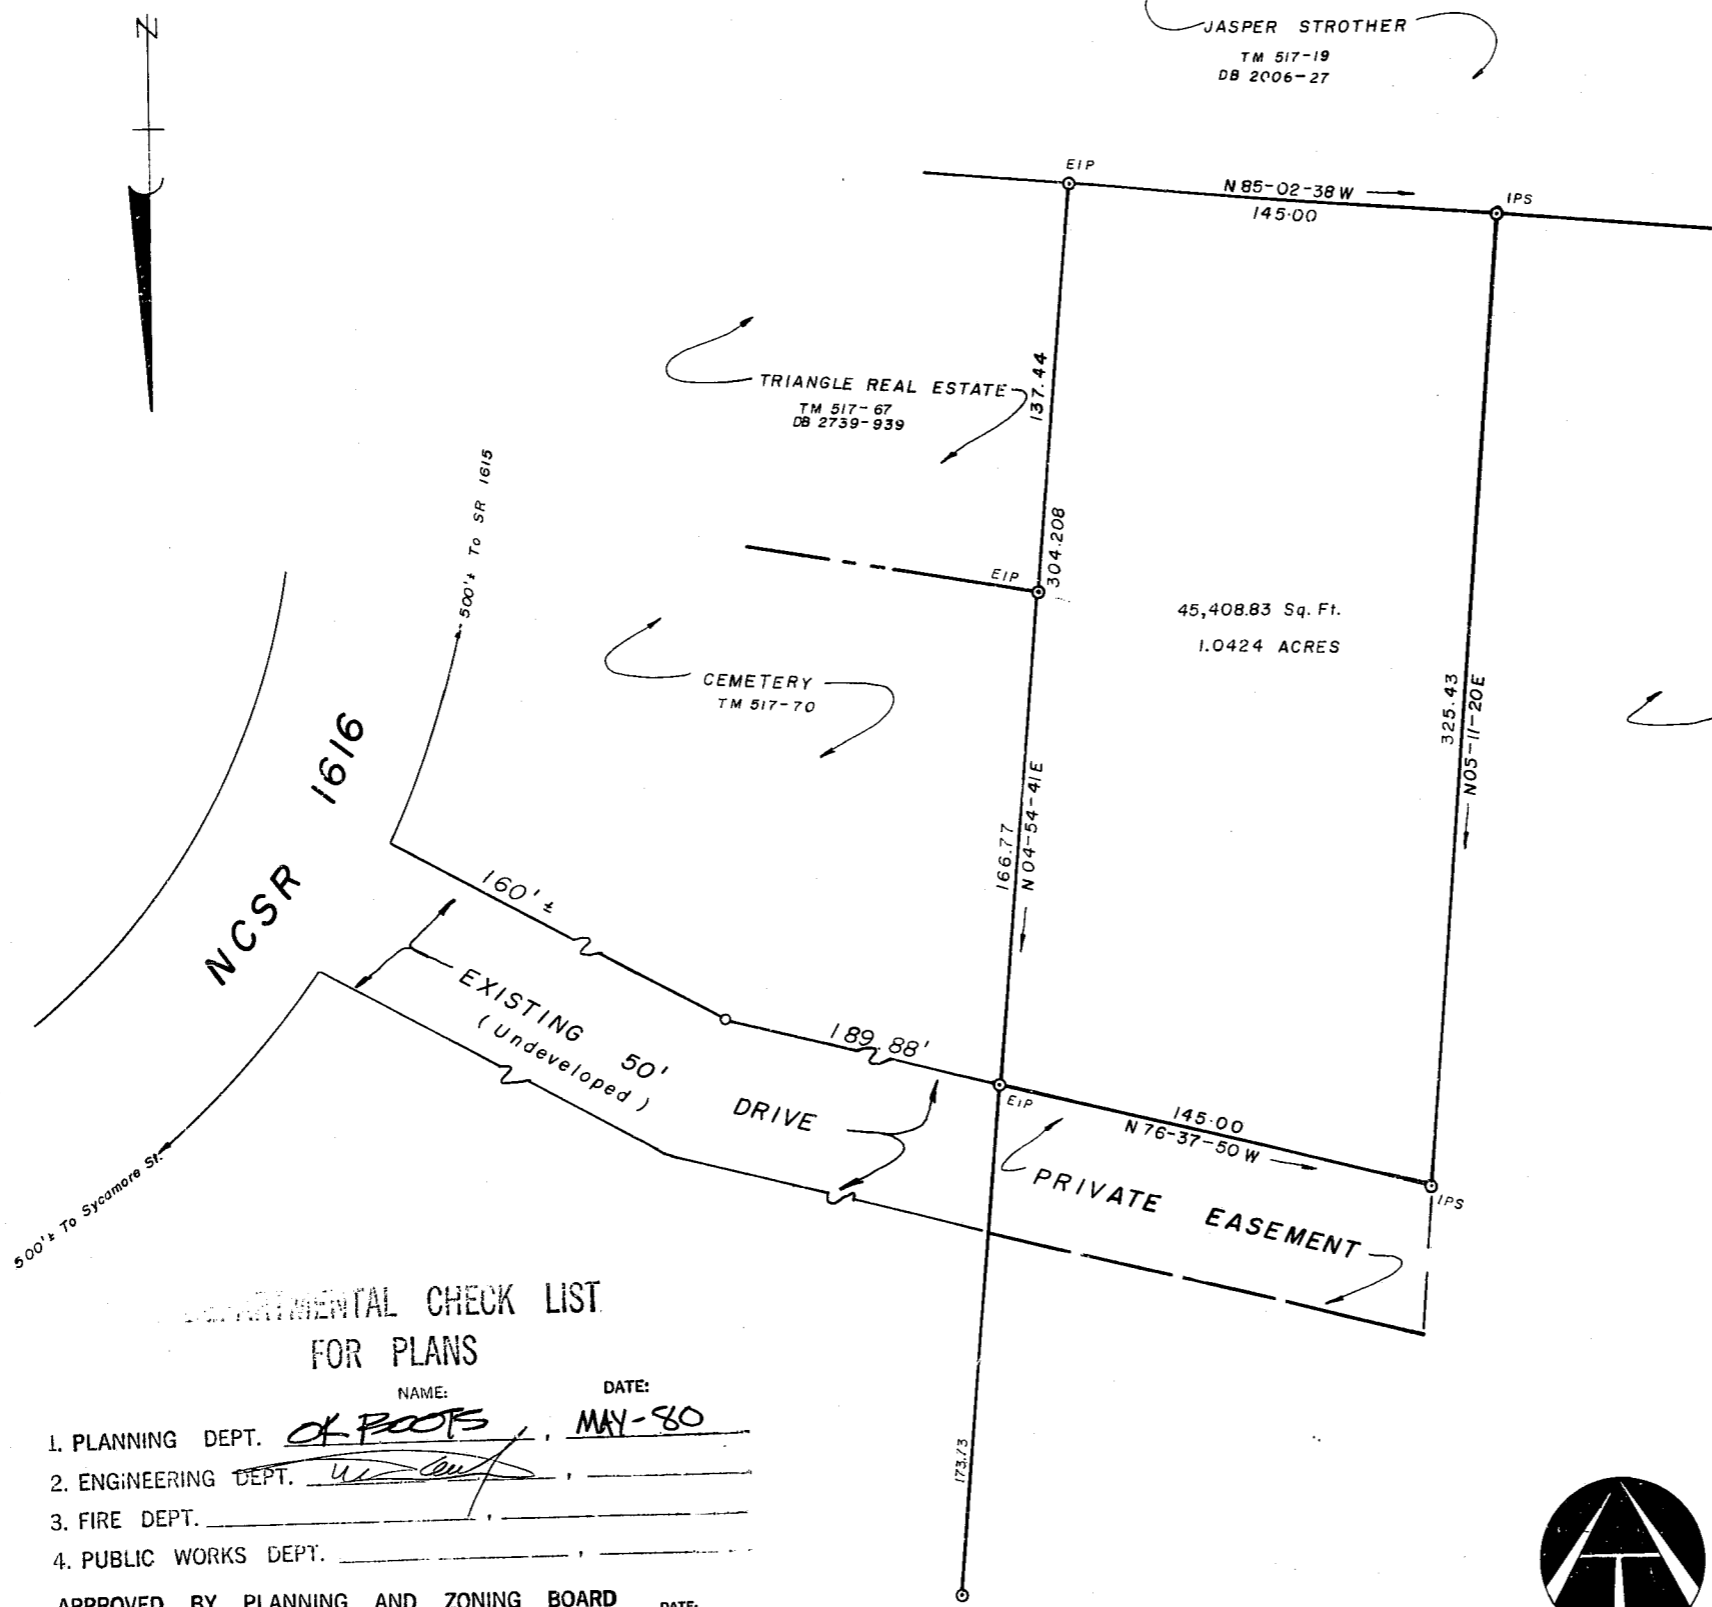 N
JASPER STROTHER
TM 517-19
DB 2006-27
EIP
N 85-02-38 W
145.00
IPS
137.44
TRIANGLE REAL ESTATE
TM 517-67
DB 2739-939
500'± To SR 1615
304.208
EIP
45,408.83 Sq. Ft.
1.0424 ACRES
CEMETERY
TM 517-70
325.43
N05-11-20E
NCSR 1616
166.77
N 04-54-41E
160'±
EXISTING 50'
(Undeveloped)
DRIVE
189.88'
EIP
145.00
N 76-37-50 W
PRIVATE EASEMENT
IPS
500'± To Sycamore St.
DEPARTMENTAL CHECK LIST
FOR PLANS
NAME: DATE:
1. PLANNING DEPT. OK BOOTS, MAY-80
2. ENGINEERING DEPT. ,
3. FIRE DEPT. ,
4. PUBLIC WORKS DEPT. ,
APPROVED BY PLANNING AND ZONING BOARD DATE:
173.73